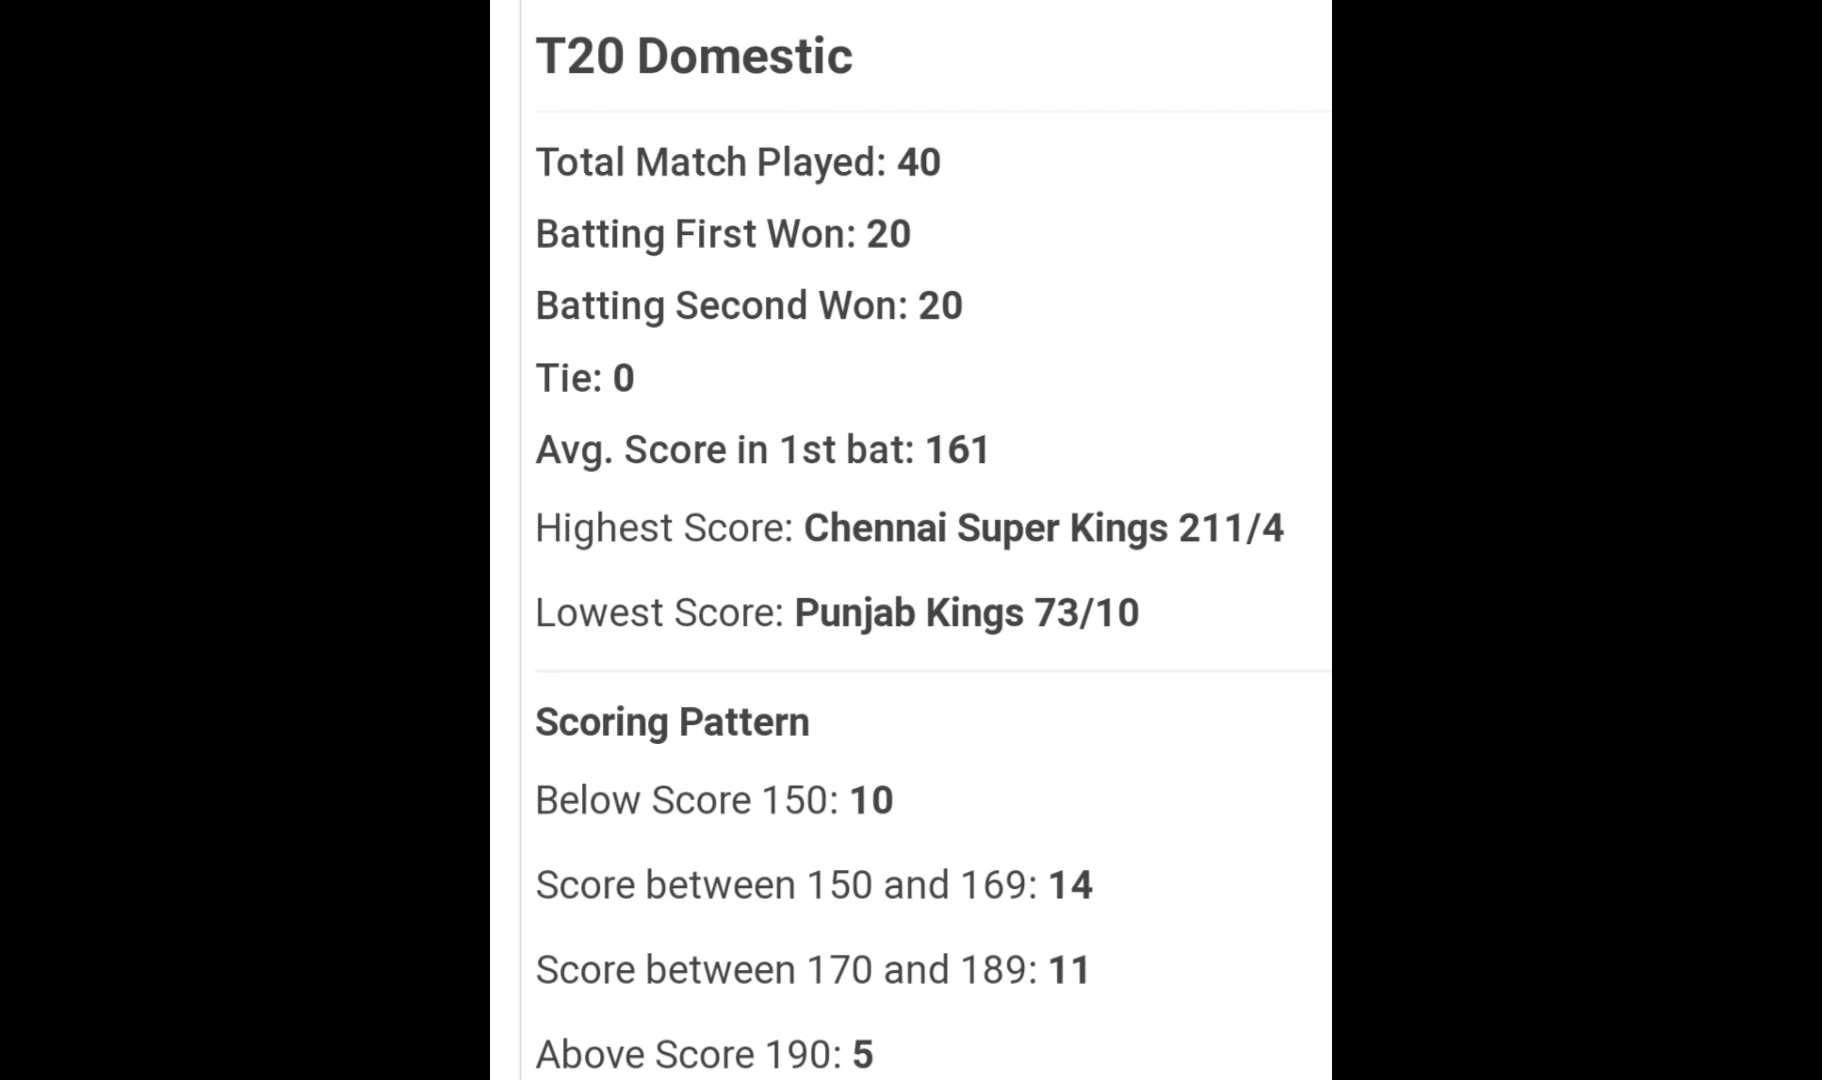 T20 Domestic
Total Match Played: 40
Batting First Won: 20
Batting Second Won: 20
Tie: 0
Avg. Score in 1st bat: 161
Highest Score: Chennai Super Kings 211/4
Lowest Score: Punjab Kings 73/10
Scoring Pattern
Below Score 150: 10
Score between 150 and 169: 14
Score between 170 and 189: 11
Above Score 190: 5